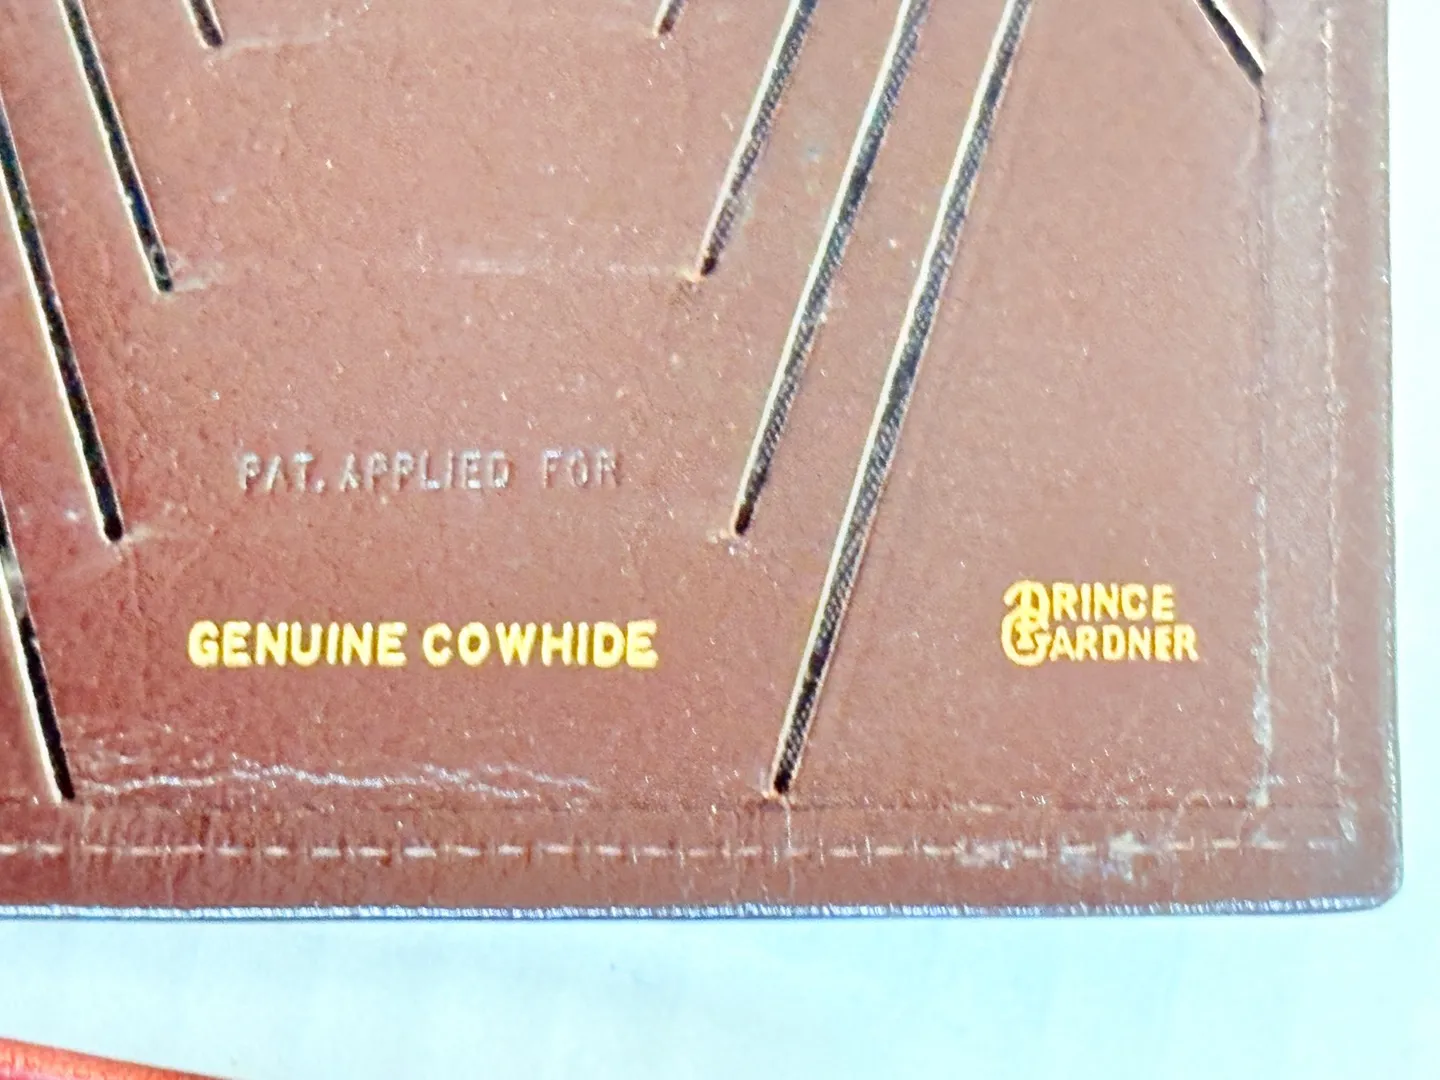 PAT. APPLIED FOR
GENUINE COWHIDE
PRINCE
GARDNER